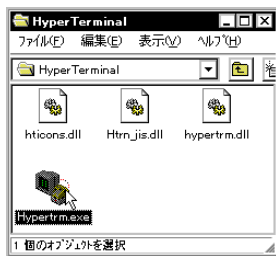 HyperTerminal
ﾌｧｲﾙ(F) 編集(E) 表示(V) ﾍﾙﾌﾟ(H)
HyperTerminal
hticons.dll Htrn_jis.dll hypertrm.dll
Hypertrm.exe
1 個のｵﾌﾞｼﾞｪｸﾄを選択